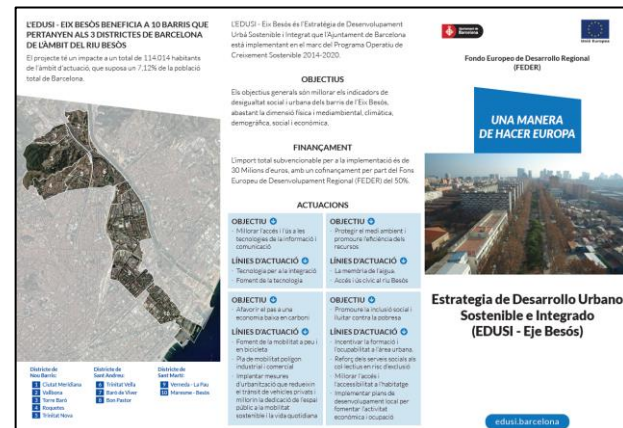 L'EDUSI - EIX BESÒS BENEFICIA A 10 BARRIS QUE
PERTANYEN ALS 3 DISTRICTES DE BARCELONA
DE L'ÀMBIT DEL RIU BESÒS
El projecte té un impacte a un total de 114.014 habitants
de l'àmbit d'actuació, que suposa un 7,12% de la població
total de Barcelona.
Districte de
Nou Barris:
1 Ciutat Meridiana
2 Vallbona
3 Torre Baró
4 Roquetes
5 Trinitat Nova
Districte de
Sant Andreu:
6 Trinitat Vella
7 Baró de Viver
8 Bon Pastor
Districte de
Sant Martí:
9 Verneda - La Pau
10 Maresme - Besòs
L'EDUSI - Eix Besòs és l'Estratègia de Desenvolupament
Urbà Sostenible i Integrat que l'Ajuntament de Barcelona
està implementant en el marc del Programa Operatiu de
Creixement Sostenible 2014-2020.
OBJECTIUS
Els objectius generals són millorar els indicadors de
desigualtat social i urbana dels barris de l'Eix Besòs,
abastant la dimensió física i mediambiental, climàtica,
demogràfica, social i econòmica.
FINANÇAMENT
L'import total subvencionable per a la implementació és de
30 Milions d'euros, amb un cofinançament per part del Fons
Europeu de Desenvolupament Regional (FEDER) del 50%.
ACTUACIONS
OBJECTIU
- Millorar l'accés i l'ús a les
tecnologies de la informació i
comunicació
LÍNIES D'ACTUACIÓ
- Tecnologia per a la integració
- Foment de la tecnologia
OBJECTIU
- Protegir el medi ambient i
promoure l'eficiència dels
recursos
LÍNIES D'ACTUACIÓ
- La memòria de l'aigua
- Accés i ús cívic al riu Besòs
OBJECTIU
- Afavorir el pas a una
economia baixa en carboni
LÍNIES D'ACTUACIÓ
- Foment de la mobilitat a peu i
en bicicleta
- Pla de mobilitat polígon
industrial i comercial
- Implantar mesures
d'urbanització que redueixin
el trànsit de vehicles privats i
millorin la dedicació de l'espai
públic a la mobilitat
sostenible i la vida quotidiana
OBJECTIU
- Promoure la inclusió social i
lluitar contra la pobresa
LÍNIES D'ACTUACIÓ
- Incentivar la formació i
l'ocupabilitat a l'àrea urbana
- Reforç dels serveis socials als
col·lectius en risc d'exclusió
- Millorar l'accés i
l'accessibilitat a l'habitatge
- Implementar plans de
desenvolupament local per
fomentar l'activitat
econòmica i ocupació
Ajuntament de
Barcelona
Unió Europea
Fondo Europeo de Desarrollo Regional
(FEDER)
UNA MANERA
DE HACER EUROPA
Estrategia de Desarrollo Urbano
Sostenible e Integrado
(EDUSI - Eje Besós)
edusi.barcelona